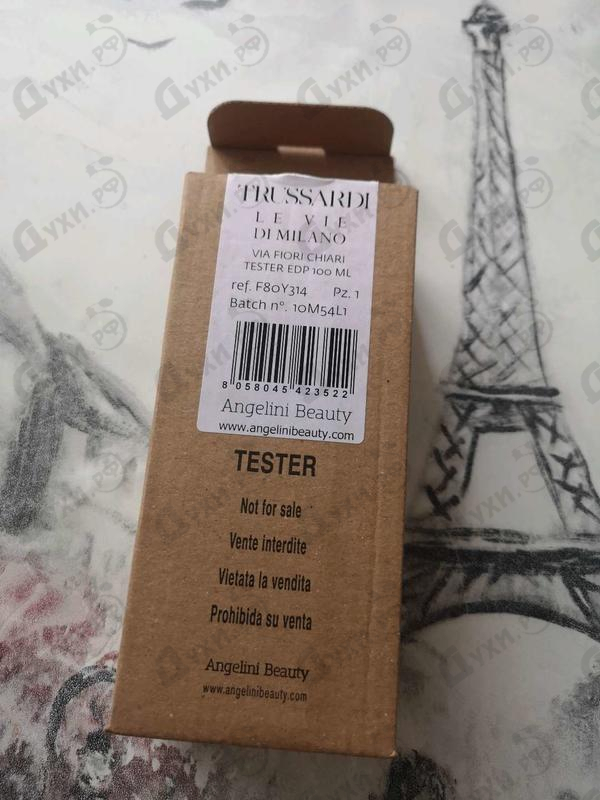 TRUSSARDI
LE VIE
DI MILANO
VIA FIORI CHIARI
TESTER EDP 100 ML
ref. F80Y314 Pz. 1
Batch n°. 10M54L1
8 058045 423522
Angelini Beauty
www.angelinibeauty.com
TESTER
Not for sale
Vente interdite
Vietata la vendita
Prohibida su venta
Angelini Beauty
www.angelinibeauty.com
Духи.РФ